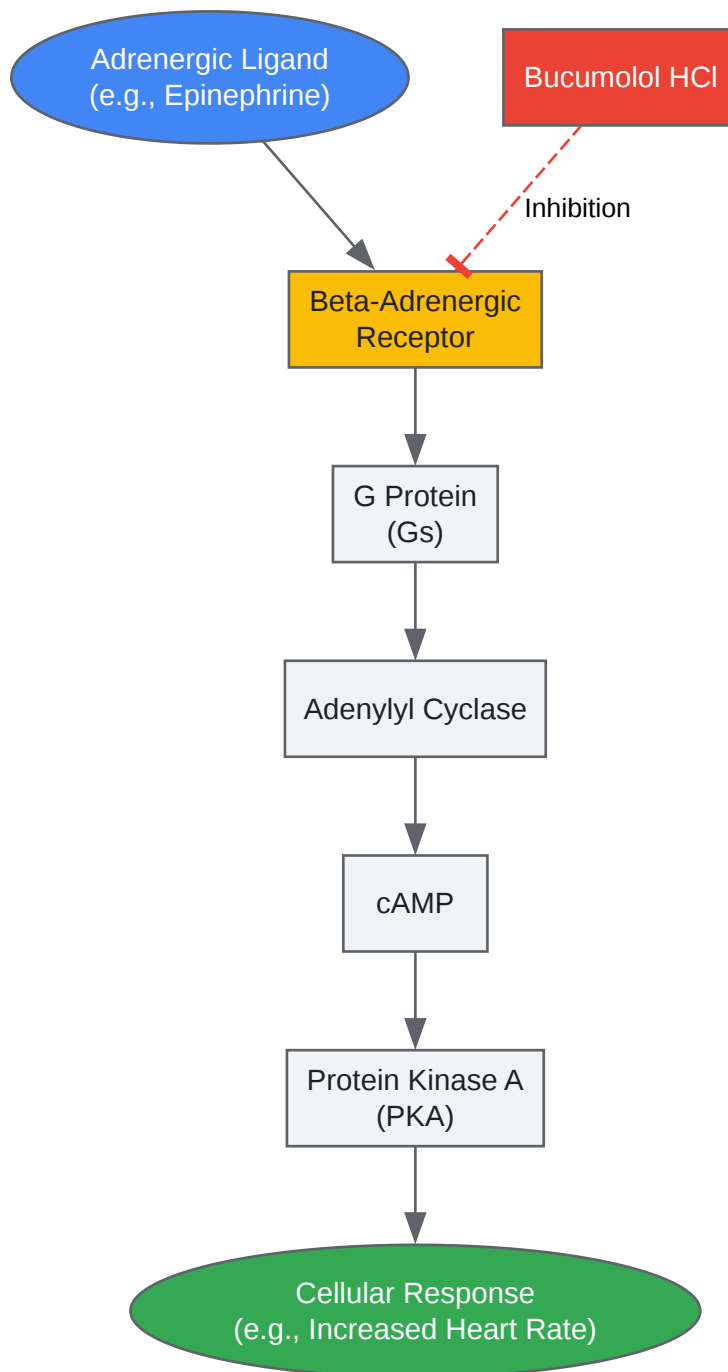 Adrenergic Ligand
(e.g., Epinephrine)
Bucumolol HCl
Inhibition
Beta-Adrenergic
Receptor
G Protein
(Gs)
Adenylyl Cyclase
cAMP
Protein Kinase A
(PKA)
Cellular Response
(e.g., Increased Heart Rate)